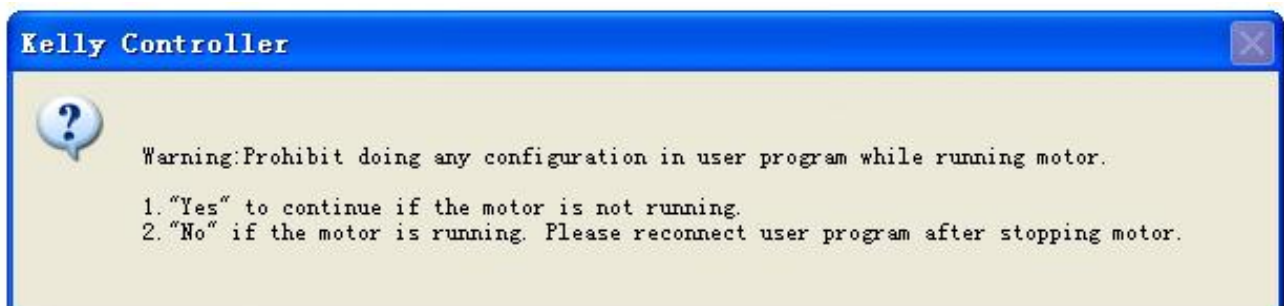 Kelly Controller
Warning:Prohibit doing any configuration in user program while running motor.
1."Yes" to continue if the motor is not running.
2."No" if the motor is running. Please reconnect user program after stopping motor.